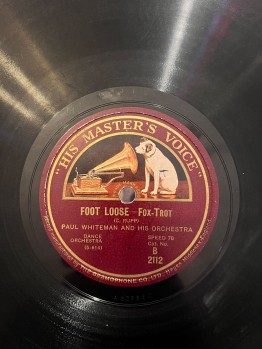 "HIS MASTER'S VOICE"
FOOT LOOSE—FOX-TROT
(C. RUPP)
PAUL WHITEMAN AND HIS ORCHESTRA
DANCE SPEED 78
ORCHESTRA Cat. No.
B
2112